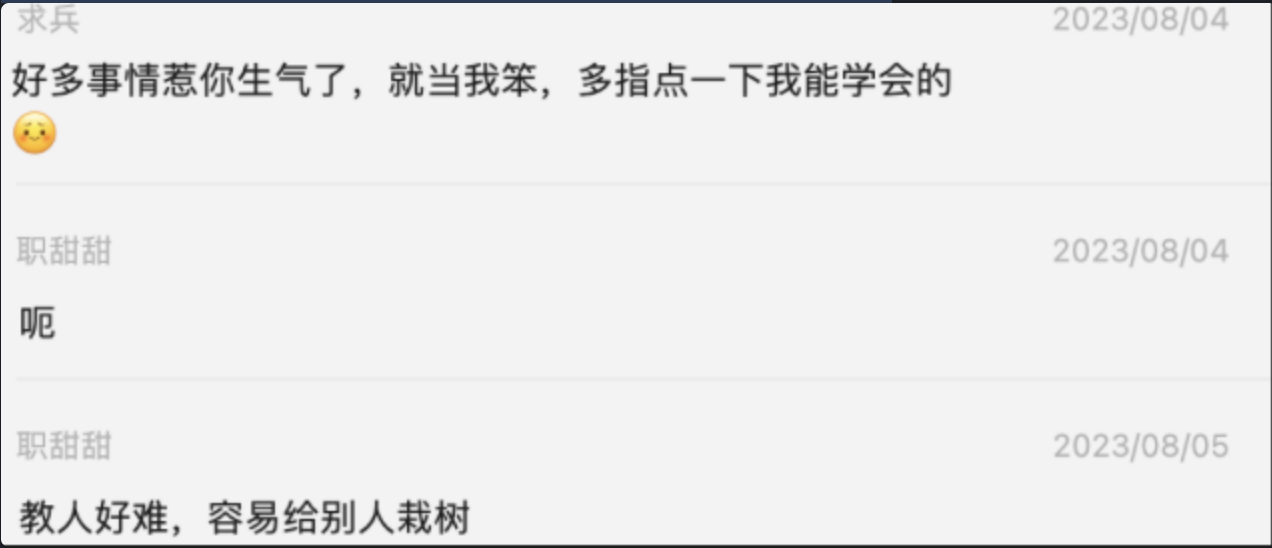 求兵 2023/08/04
好多事情惹你生气了，就当我笨，多指点一下我能学会的
☺️
职甜甜 2023/08/04
呃
职甜甜 2023/08/05
教人好难，容易给别人栽树